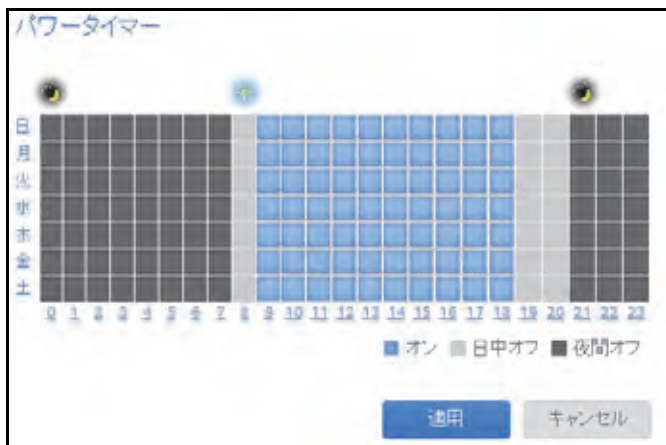 パワータイマー
日
月
火
水
木
金
土
0 1 2 3 4 5 6 7 8 9 10 11 12 13 14 15 16 17 18 19 20 21 22 23
オン 日中オフ 夜間オフ
適用 キャンセル